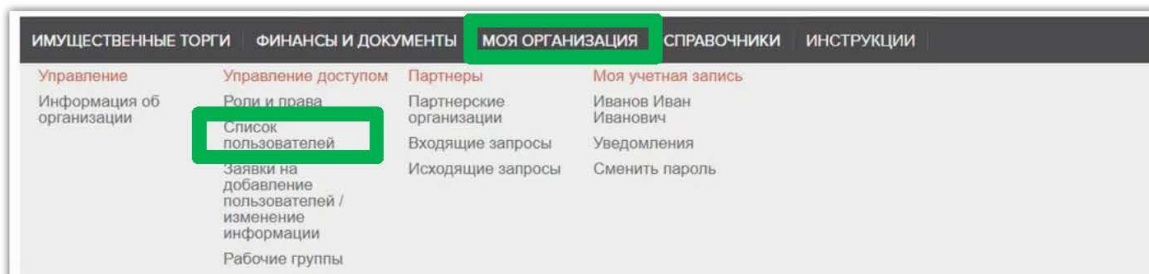 ИМУЩЕСТВЕННЫЕ ТОРГИ ФИНАНСЫ И ДОКУМЕНТЫ МОЯ ОРГАНИЗАЦИЯ СПРАВОЧНИКИ ИНСТРУКЦИИ
Управление
Информация об
организации
Управление доступом
Роли и права
Список
пользователей
Заявки на
добавление
пользователей /
изменение
информации
Рабочие группы
Партнеры
Партнерские
организации
Входящие запросы
Исходящие запросы
Моя учетная запись
Иванов Иван
Иванович
Уведомления
Сменить пароль